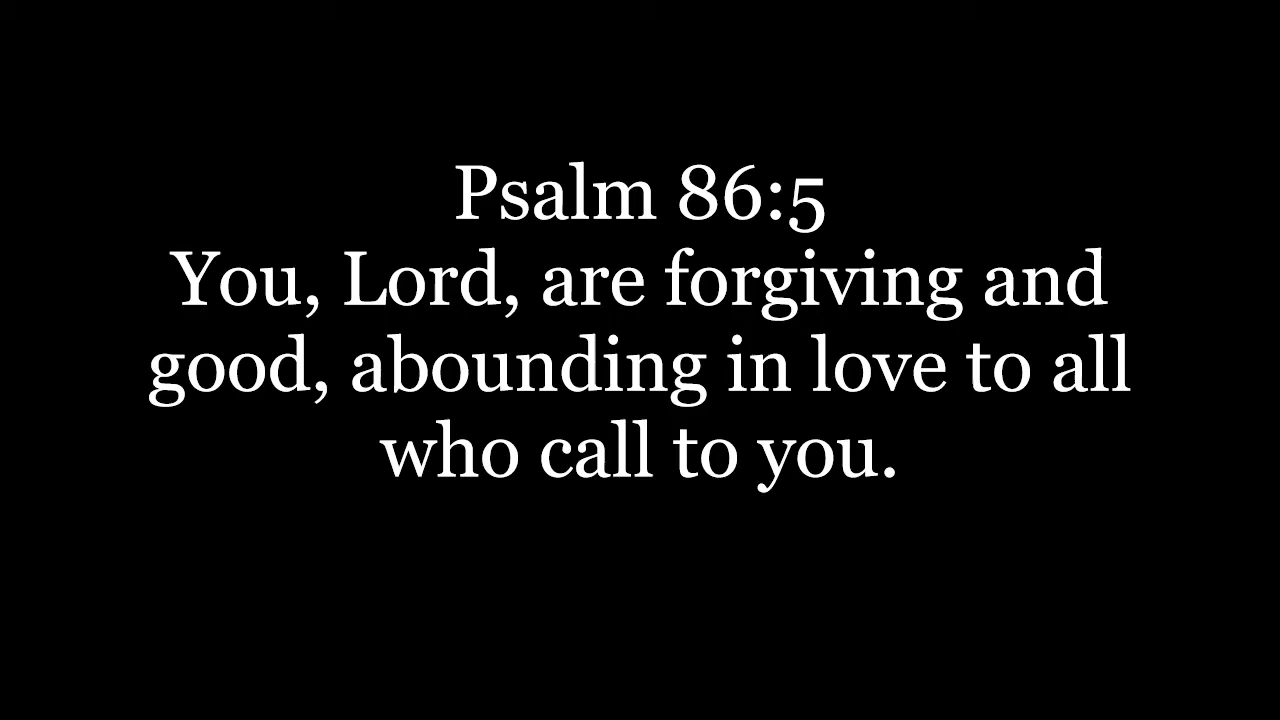 Psalm 86:5
You, Lord, are forgiving and
good, abounding in love to all
who call to you.